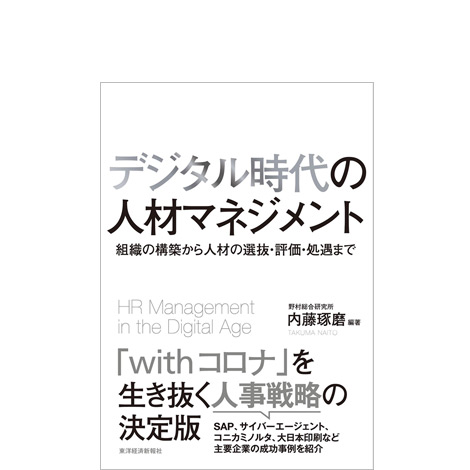 デジタル時代の
人材マネジメント
組織の構築から人材の選抜・評価・処遇まで
HR Management
in the Digital Age
野村総合研究所
内藤琢磨 編著
TAKUMA NAITO
「withコロナ」を
生き抜く人事戦略の
決定版
SAP、サイバーエージェント、
コニカミノルタ、大日本印刷など
主要企業の成功事例を紹介
東洋経済新報社